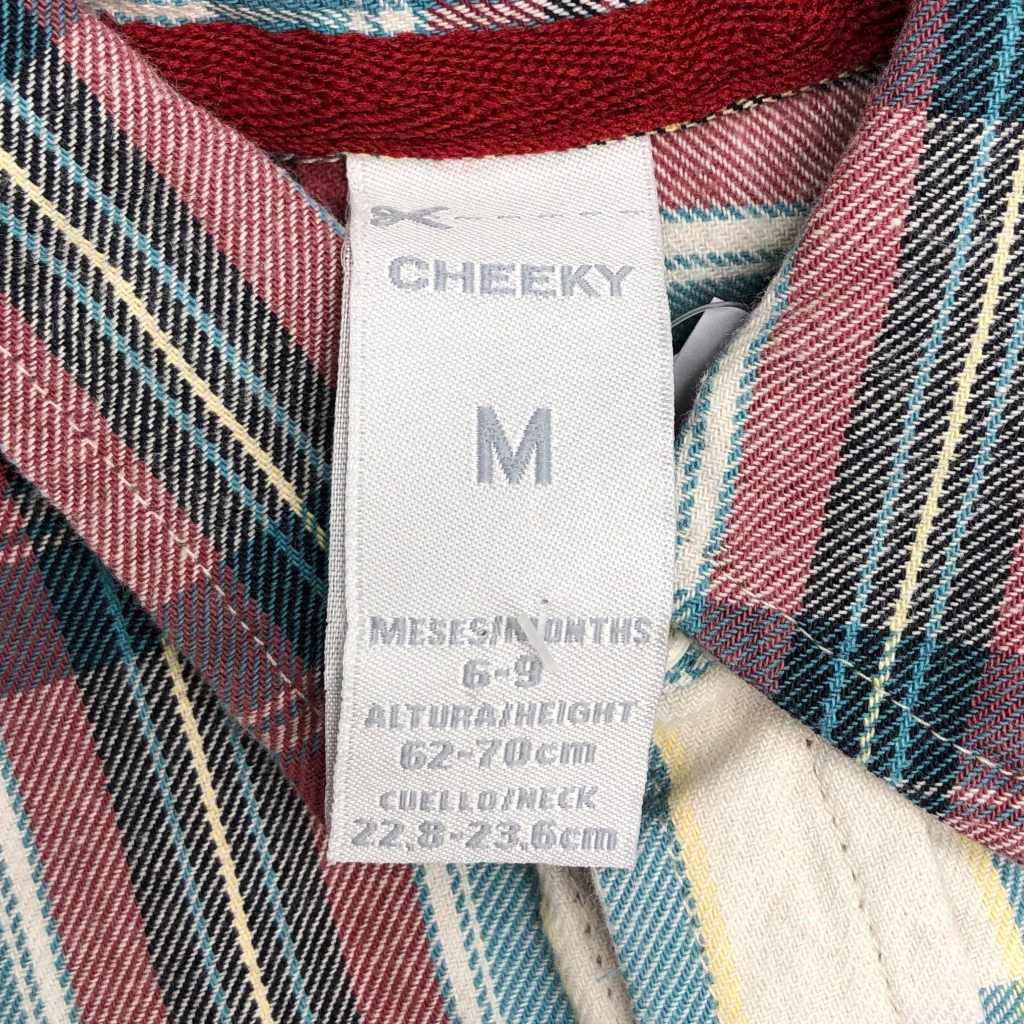 CHEEKY
M
MESES/MONTHS
6-9
ALTURA/HEIGHT
62-70cm
CUELLO/NECK
22,8-23,6cm